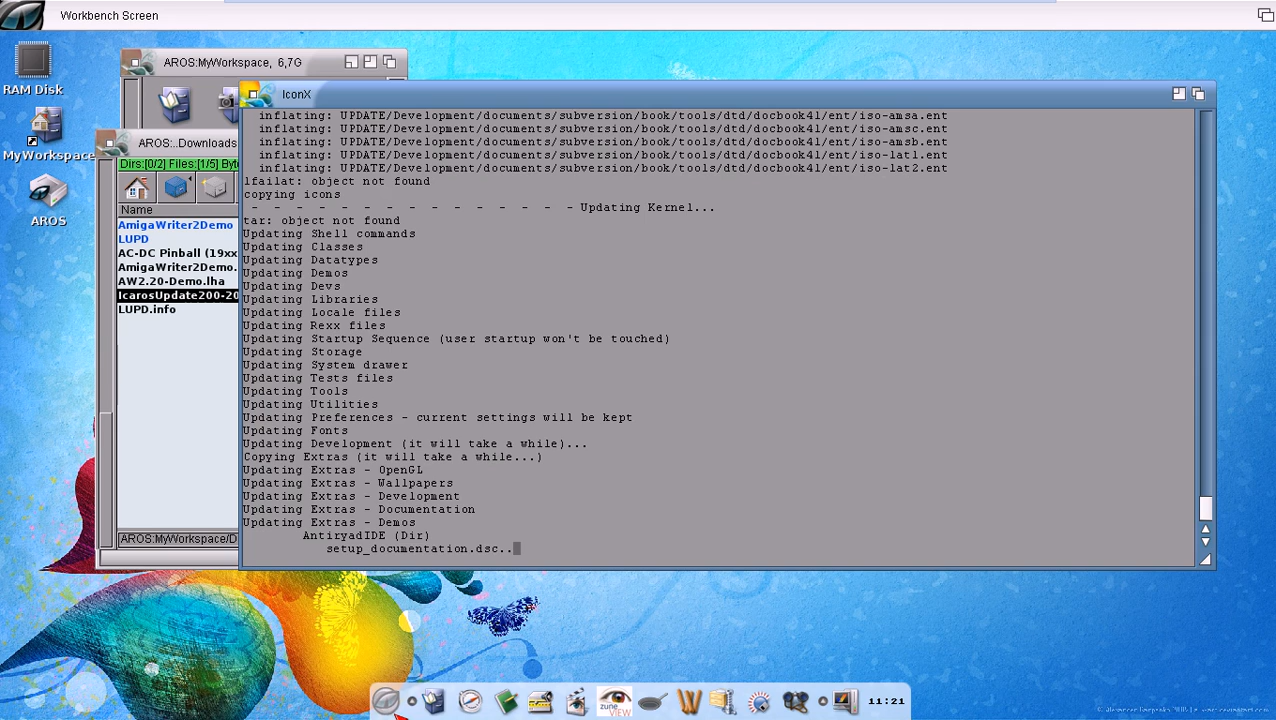 Workbench Screen
RAM Disk
MyWorkspace
AROS
AROS:MyWorkspace, 6,7G
AROS:..Downloads
Dirs:[0/2] Files:[1/5] Byt
Name
AmigaWriter2Demo
LUPD
AC-DC Pinball (19xx
AmigaWriter2Demo.
AW2.20-Demo.lha
IcarosUpdate200-20
LUPD.info
AROS:MyWorkspace/D
IconX
inflating: UPDATE/Development/documents/subversion/book/tools/dtd/docbook41/ent/iso-amsa.ent
inflating: UPDATE/Development/documents/subversion/book/tools/dtd/docbook41/ent/iso-amsc.ent
inflating: UPDATE/Development/documents/subversion/book/tools/dtd/docbook41/ent/iso-amsb.ent
inflating: UPDATE/Development/documents/subversion/book/tools/dtd/docbook41/ent/iso-lat1.ent
inflating: UPDATE/Development/documents/subversion/book/tools/dtd/docbook41/ent/iso-lat2.ent
lfailat: object not found
copying icons
- - - - - - - - - - - - - - - Updating Kernel...
tar: object not found
Updating Shell commands
Updating Classes
Updating Datatypes
Updating Demos
Updating Devs
Updating Libraries
Updating Locale files
Updating Rexx files
Updating Startup Sequence (user startup won't be touched)
Updating Storage
Updating System drawer
Updating Tests files
Updating Tools
Updating Utilities
Updating Preferences - current settings will be kept
Updating Fonts
Updating Development (it will take a while)...
Copying Extras (it will take a while...)
Updating Extras - OpenGL
Updating Extras - Wallpapers
Updating Extras - Development
Updating Extras - Documentation
Updating Extras - Demos
AntiryadIDE (Dir)
setup_documentation.dsc..
zune
VIEW
11:21